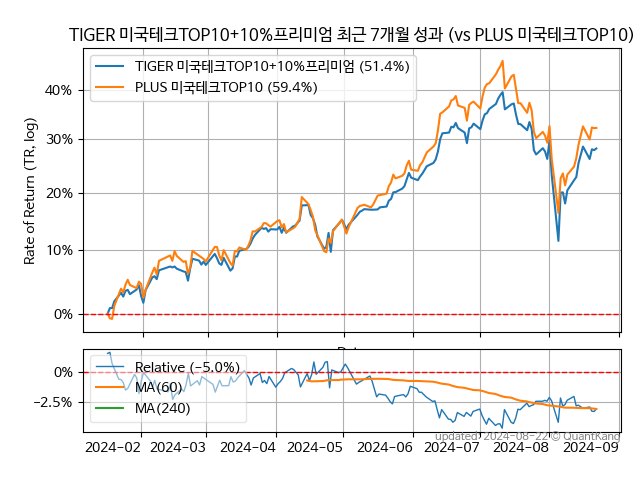 TIGER 미국테크TOP10+10%프리미엄 최근 7개월 성과 (vs PLUS 미국테크TOP10)
TIGER 미국테크TOP10+10%프리미엄 (51.4%)
PLUS 미국테크TOP10 (59.4%)
Rate of Return (TR, log)
40%
30%
20%
10%
0%
Relative (−5.0%)
MA(60)
MA(240)
0%
−2.5%
updated: 2024-08-22 © QuantKang
2024−02
2024−03
2024−04
2024−05
2024−06
2024−07
2024−08
2024−09